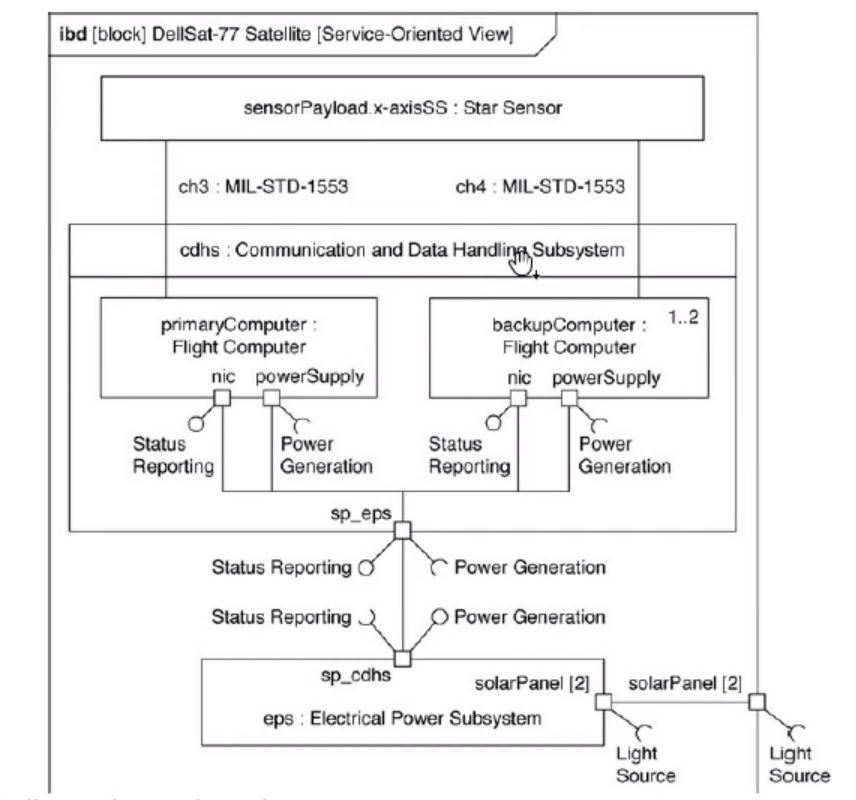 ibd [block] DellSat-77 Satellite [Service-Oriented View]
sensorPayload.x-axisSS : Star Sensor
ch3 : MIL-STD-1553
ch4 : MIL-STD-1553
cdhs : Communication and Data Handling Subsystem
primaryComputer :
Flight Computer
nic
powerSupply
Status
Reporting
Power
Generation
backupComputer :
1..2
Flight Computer
nic
powerSupply
Status
Reporting
Power
Generation
sp_eps
Status Reporting
Power Generation
Status Reporting
Power Generation
sp_cdhs
solarPanel [2]
solarPanel [2]
eps : Electrical Power Subsystem
Light
Source
Light
Source